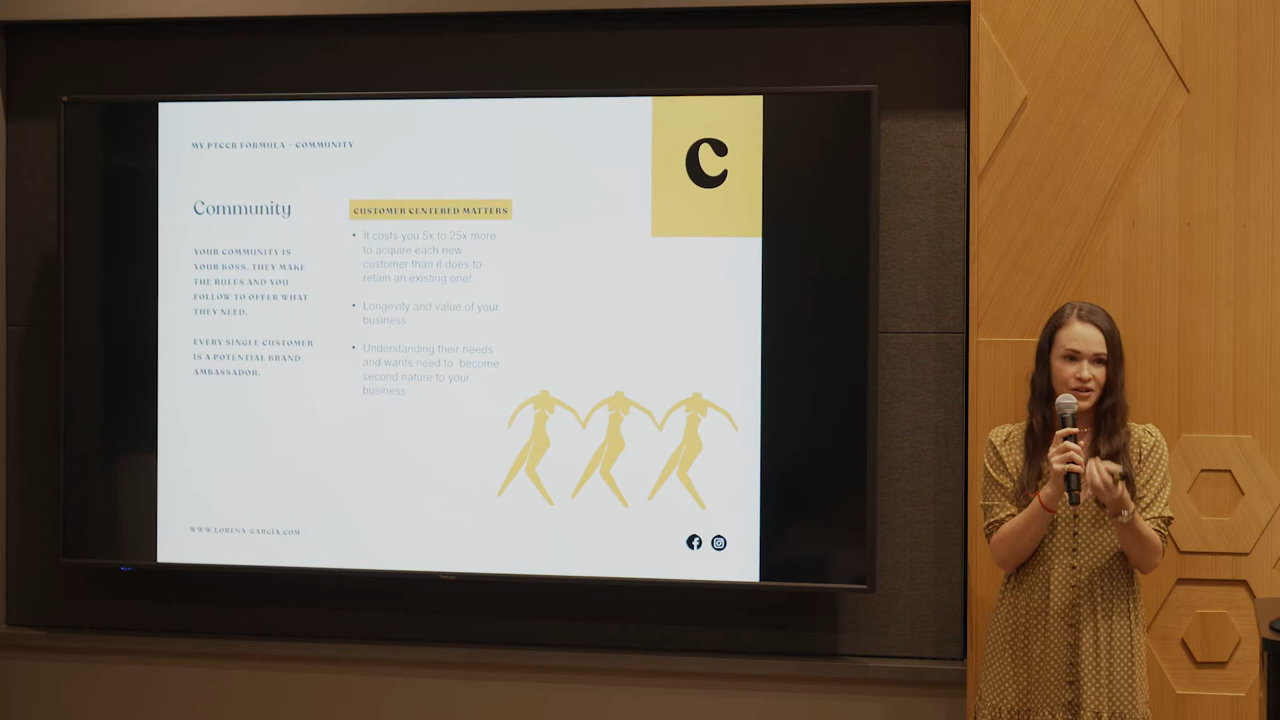 MY PTCCR FORMULA - COMMUNITY
C
Community
YOUR COMMUNITY IS
YOUR BOSS. THEY MAKE
THE RULES AND YOU
FOLLOW TO OFFER WHAT
THEY NEED.
EVERY SINGLE CUSTOMER
IS A POTENTIAL BRAND
AMBASSADOR.
CUSTOMER CENTERED MATTERS
• It costs you 5x to 25x more
to acquire each new
customer than it does to
retain an existing one!
• Longevity and value of your
business
• Understanding their needs
and wants need to become
second nature to your
business
WWW.LORENA-GARCIA.COM